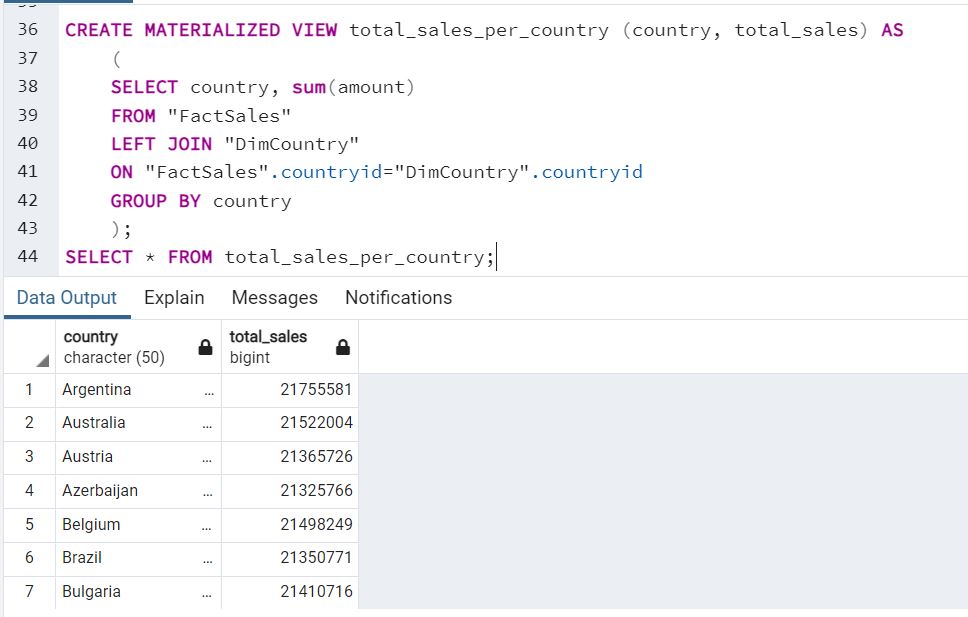 36 CREATE MATERIALIZED VIEW total_sales_per_country (country, total_sales) AS
37 (
38 SELECT country, sum(amount)
39 FROM "FactSales"
40 LEFT JOIN "DimCountry"
41 ON "FactSales".countryid="DimCountry".countryid
42 GROUP BY country
43 );
44 SELECT * FROM total_sales_per_country;
Data Output Explain Messages Notifications
country total_sales
character (50) bigint
1 Argentina ... 21755581
2 Australia ... 21522004
3 Austria ... 21365726
4 Azerbaijan ... 21325766
5 Belgium ... 21498249
6 Brazil ... 21350771
7 Bulgaria ... 21410716